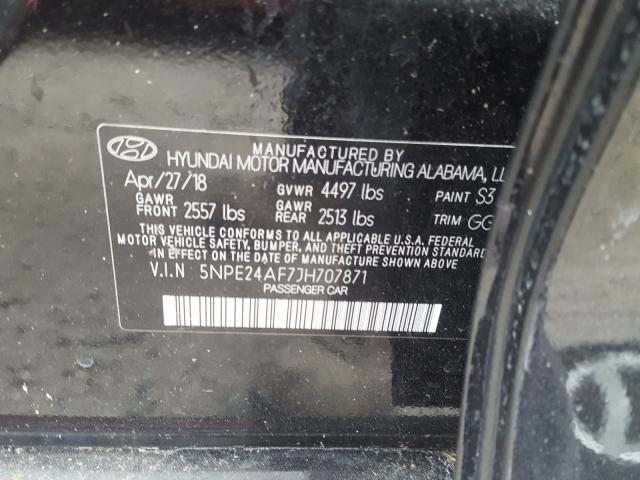 MANUFACTURED BY
HYUNDAI MOTOR MANUFACTURING ALABAMA, LL
Apr/27/18 GVWR 4497 lbs PAINT S3
GAWR FRONT 2557 lbs GAWR REAR 2513 lbs TRIM GG
THIS VEHICLE CONFORMS TO ALL APPLICABLE U.S.A. FEDERAL
MOTOR VEHICLE SAFETY, BUMPER, AND THEFT PREVENTION STANDARD
IN EFFECT ON THE DATE OF MANUFACTURE SHOWN ABOVE.
V.I.N 5NPE24AF7JH707871
PASSENGER CAR